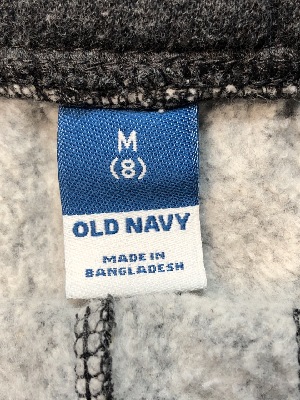 M
(8)
OLD NAVY
MADE IN
BANGLADESH